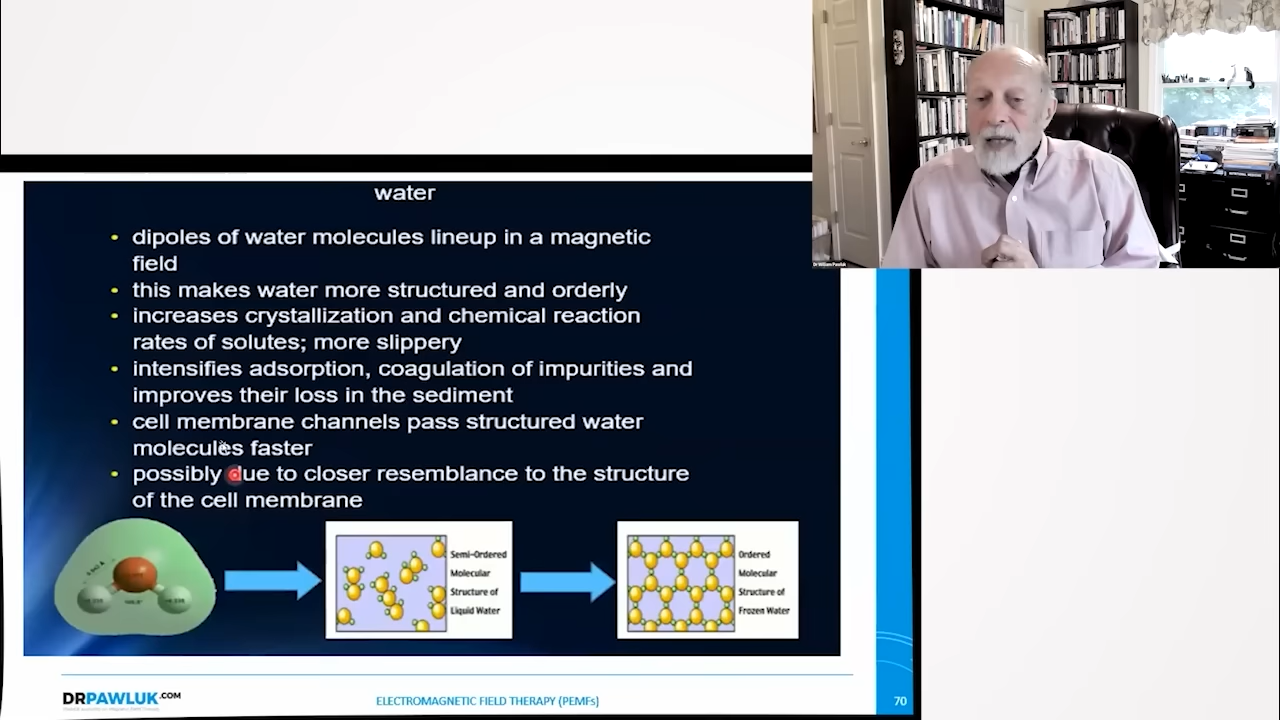 Dr William Pawluk
water
• dipoles of water molecules lineup in a magnetic
field
• this makes water more structured and orderly
• increases crystallization and chemical reaction
rates of solutes; more slippery
• intensifies adsorption, coagulation of impurities and
improves their loss in the sediment
• cell membrane channels pass structured water
molecules faster
• possibly due to closer resemblance to the structure
of the cell membrane
Semi-Ordered
Molecular
Structure of
Liquid Water
Ordered
Molecular
Structure of
Frozen Water
DRPAWLUK.COM
ELECTROMAGNETIC FIELD THERAPY (PEMFs)
70